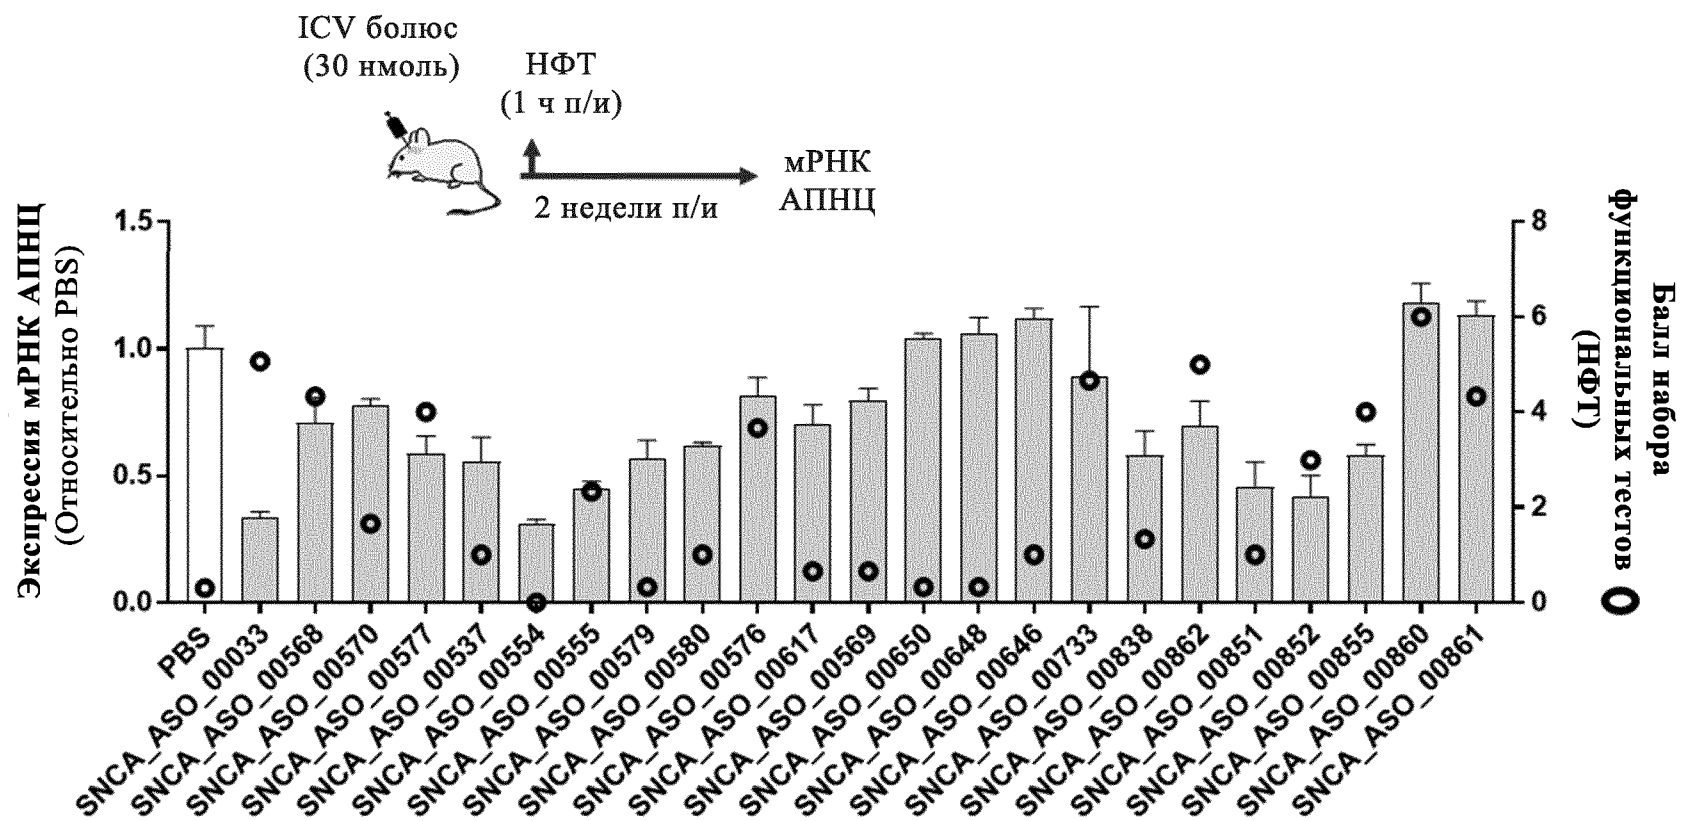 ICV болюс
(30 нмоль)
НФТ
(1 ч п/и)
2 недели п/и
мРНК
АПНЦ
Экспрессия мРНК АПНЦ
(Относительно PBS)
1.5
1.0
0.5
0.0
8
6
4
2
0
Балл набора
функциональных тестов
(НФТ)
PBS
SNCA_ASO_00033
SNCA_ASO_00568
SNCA_ASO_00570
SNCA_ASO_00577
SNCA_ASO_00537
SNCA_ASO_00554
SNCA_ASO_00555
SNCA_ASO_00579
SNCA_ASO_00580
SNCA_ASO_00576
SNCA_ASO_00617
SNCA_ASO_00569
SNCA_ASO_00650
SNCA_ASO_00648
SNCA_ASO_00646
SNCA_ASO_00733
SNCA_ASO_00838
SNCA_ASO_00862
SNCA_ASO_00851
SNCA_ASO_00852
SNCA_ASO_00855
SNCA_ASO_00860
SNCA_ASO_00861